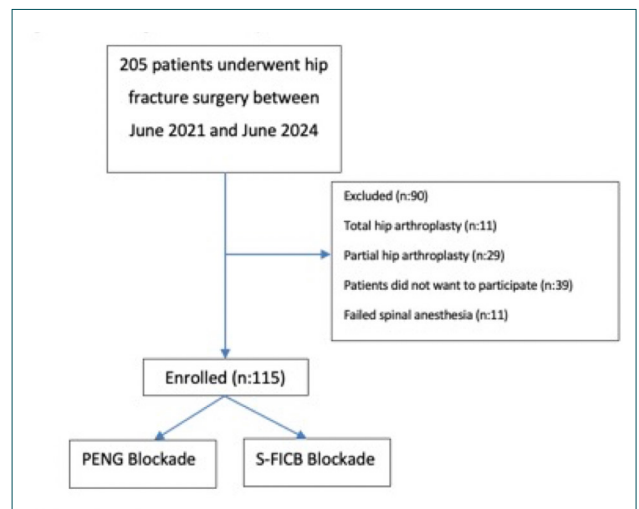 205 patients underwent hip
fracture surgery between
June 2021 and June 2024
Excluded (n:90)
Total hip arthroplasty (n:11)
Partial hip arthroplasty (n:29)
Patients did not want to participate (n:39)
Failed spinal anesthesia (n:11)
Enrolled (n:115)
PENG Blockade
S-FICB Blockade